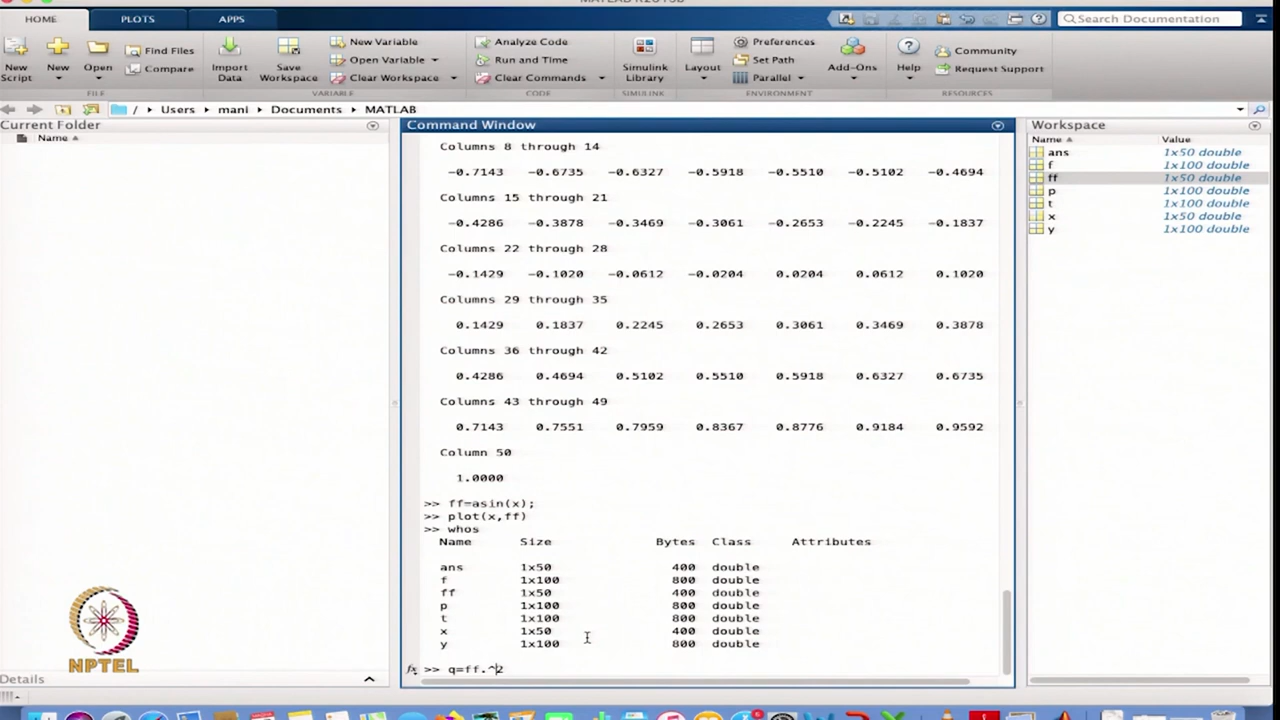 HOME PLOTS APPS
Search Documentation
New Script
New
Open
Find Files
Compare
FILE
Import Data
Save Workspace
New Variable
Open Variable
Clear Workspace
VARIABLE
Analyze Code
Run and Time
Clear Commands
CODE
Simulink Library
SIMULINK
Layout
Preferences
Set Path
Parallel
ENVIRONMENT
Add-Ons
Help
Community
Request Support
RESOURCES
/ Users mani Documents MATLAB
Current Folder
Name
Details
Command Window
Columns 8 through 14
-0.7143 -0.6735 -0.6327 -0.5918 -0.5510 -0.5102 -0.4694
Columns 15 through 21
-0.4286 -0.3878 -0.3469 -0.3061 -0.2653 -0.2245 -0.1837
Columns 22 through 28
-0.1429 -0.1020 -0.0612 -0.0204 0.0204 0.0612 0.1020
Columns 29 through 35
0.1429 0.1837 0.2245 0.2653 0.3061 0.3469 0.3878
Columns 36 through 42
0.4286 0.4694 0.5102 0.5510 0.5918 0.6327 0.6735
Columns 43 through 49
0.7143 0.7551 0.7959 0.8367 0.8776 0.9184 0.9592
Column 50
1.0000
>> ff=asin(x);
>> plot(x,ff)
>> whos
Name Size Bytes Class Attributes
ans 1x50 400 double
f 1x100 800 double
ff 1x50 400 double
p 1x100 800 double
t 1x100 800 double
x 1x50 400 double
y 1x100 800 double
fx >> q=ff.^2
Workspace
Name Value
ans 1x50 double
f 1x100 double
ff 1x50 double
p 1x100 double
t 1x100 double
x 1x50 double
y 1x100 double
NPTEL